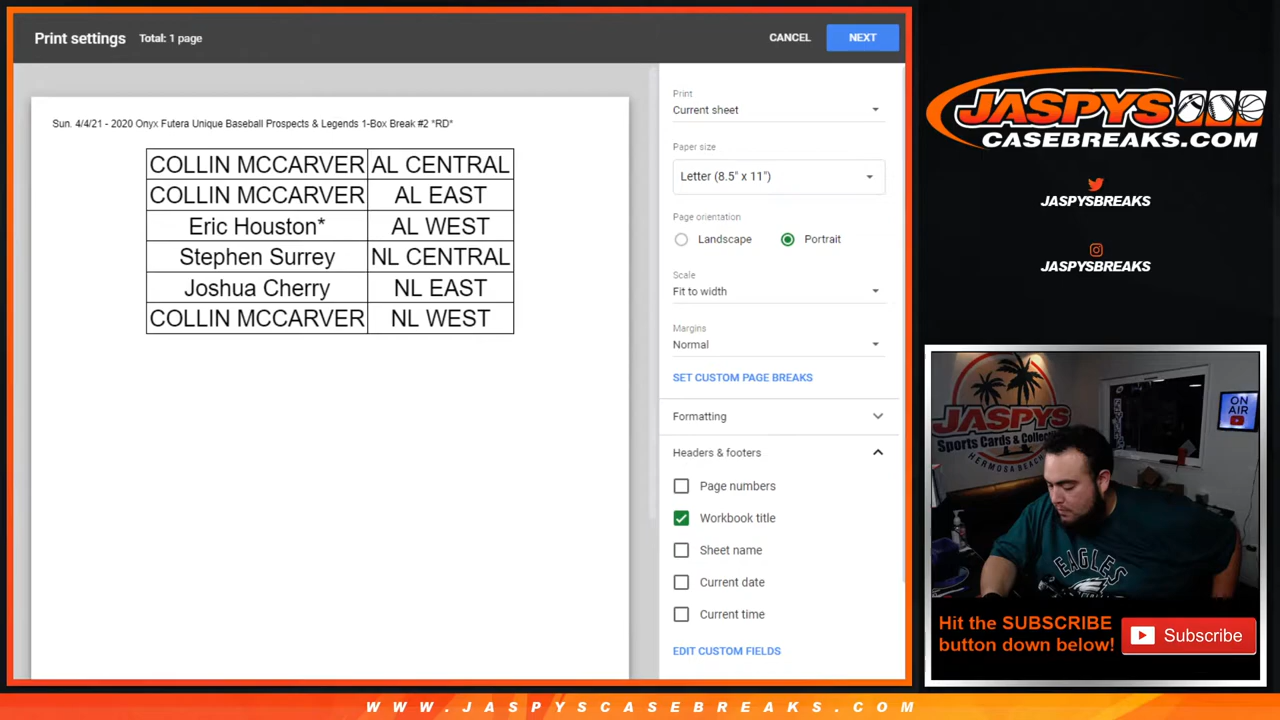 Print settings Total: 1 page CANCEL NEXT
Sun. 4/4/21 - 2020 Onyx Futera Unique Baseball Prospects & Legends 1-Box Break #2 *RD*
COLLIN MCCARVER AL CENTRAL
COLLIN MCCARVER AL EAST
Eric Houston* AL WEST
Stephen Surrey NL CENTRAL
Joshua Cherry NL EAST
COLLIN MCCARVER NL WEST
Print
Current sheet
Paper size
Letter (8.5" x 11")
Page orientation
Landscape Portrait
Scale
Fit to width
Margins
Normal
SET CUSTOM PAGE BREAKS
Formatting
Headers & footers
Page numbers
Workbook title
Sheet name
Current date
Current time
EDIT CUSTOM FIELDS
JASPYS
CASEBREAKS.COM
JASPYSBREAKS
JASPYSBREAKS
JASPYS
Sports Cards & Collecti
HERMOSA BEACH
ON
AIR
EAGLES
Hit the SUBSCRIBE
button down below!
Subscribe
WWW.JASPYSCASEBREAKS.COM